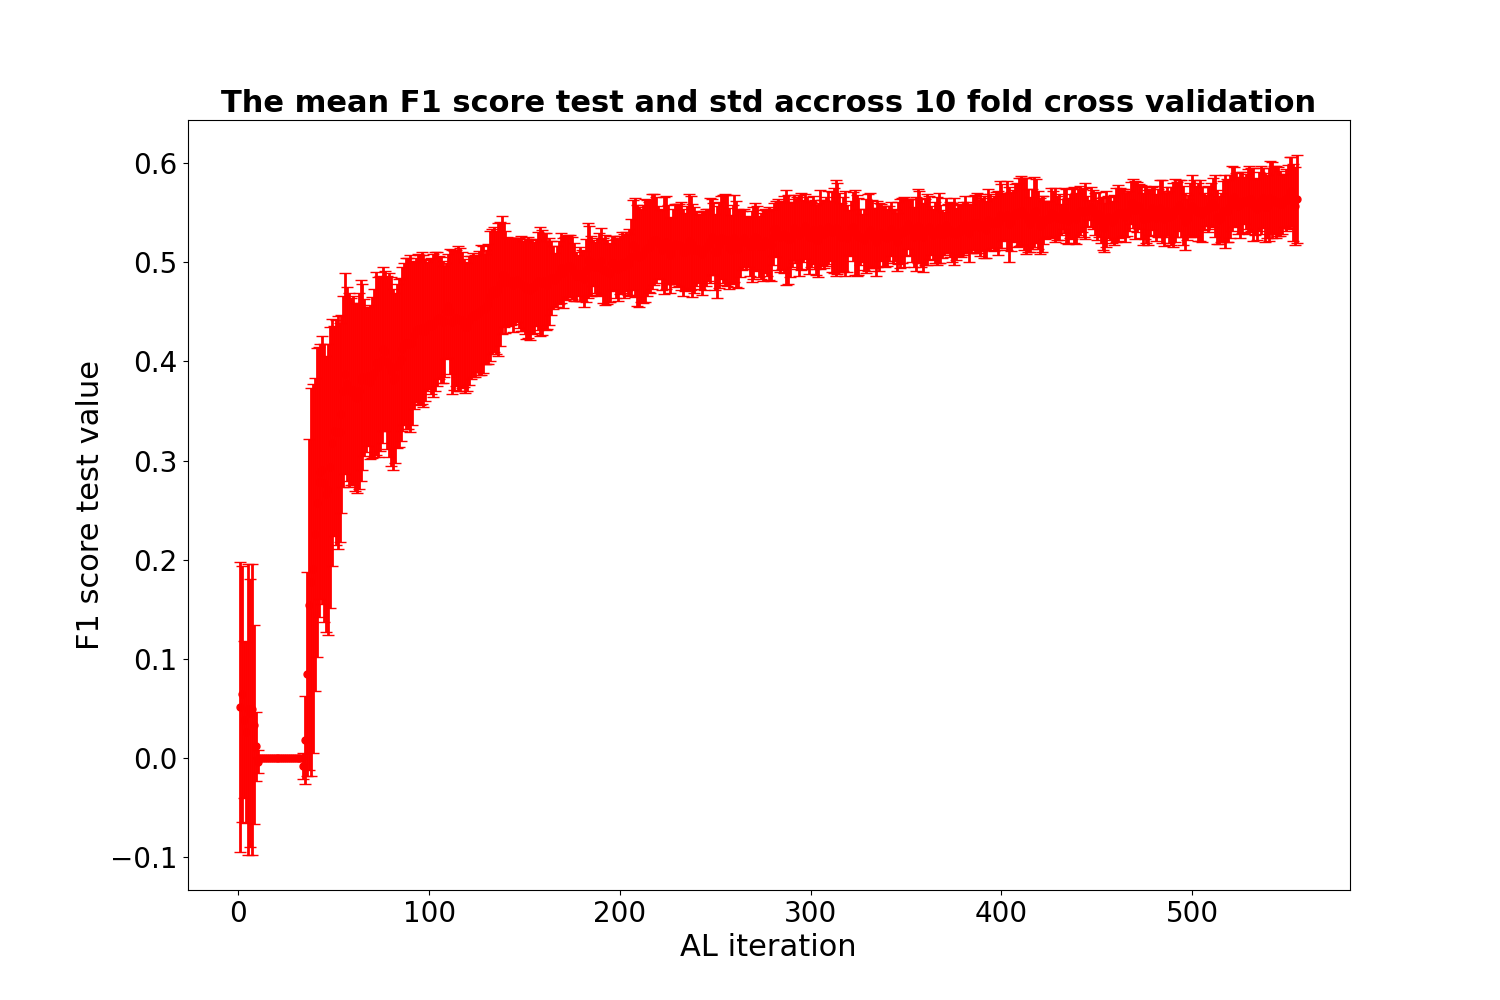 The mean F1 score test and std accross 10 fold cross validation
0.6
0.5
0.4
0.3
0.2
0.1
0.0
−0.1
F1 score test value
0 100 200 300 400 500
AL iteration